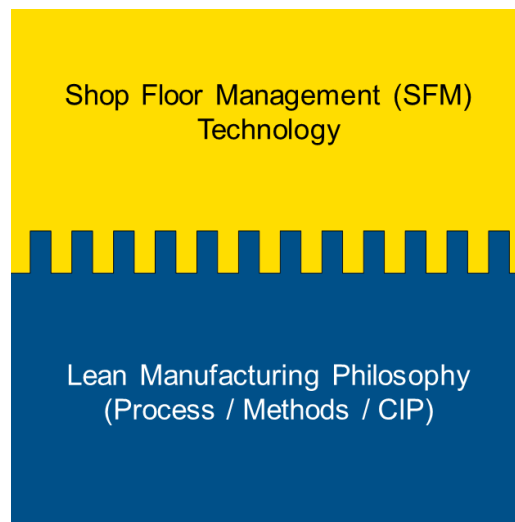 Shop Floor Management (SFM)
Technology
Lean Manufacturing Philosophy
(Process / Methods / CIP)